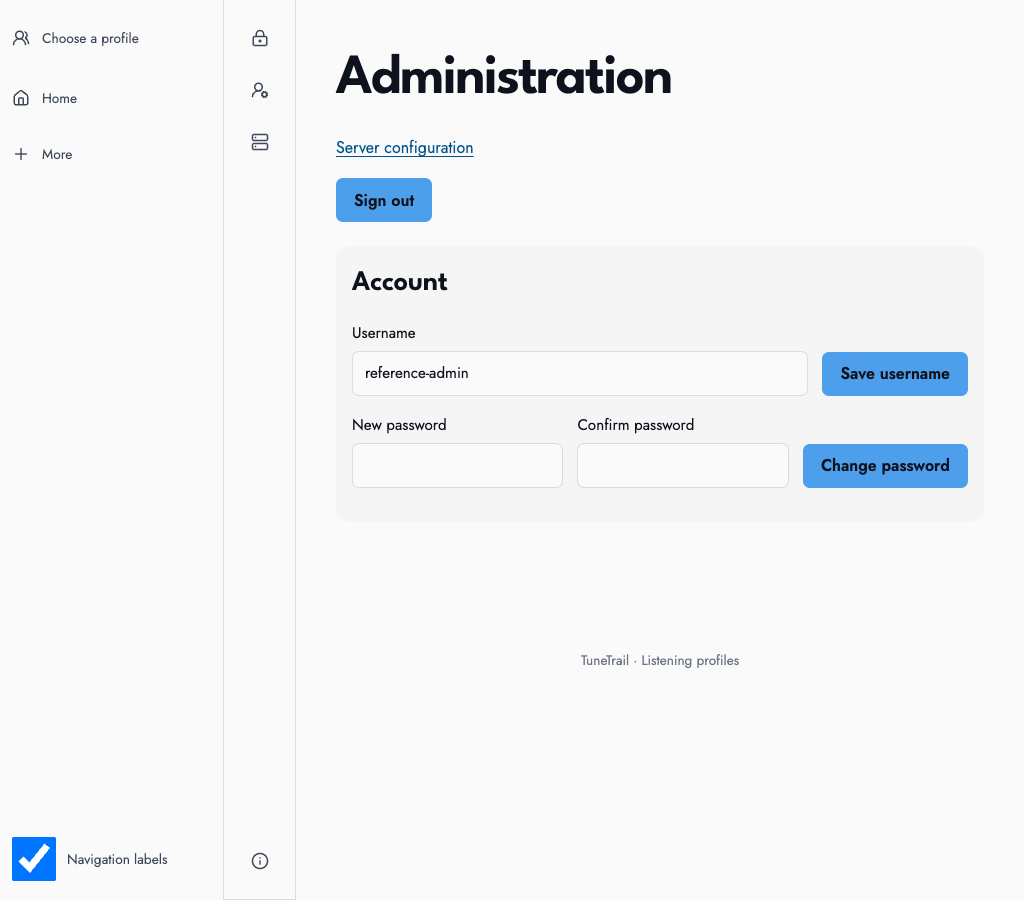 Choose a profile
Home
More
Navigation labels
Administration
Server configuration
Sign out
Account
Username
reference-admin
Save username
New password
Confirm password
Change password
TuneTrail · Listening profiles